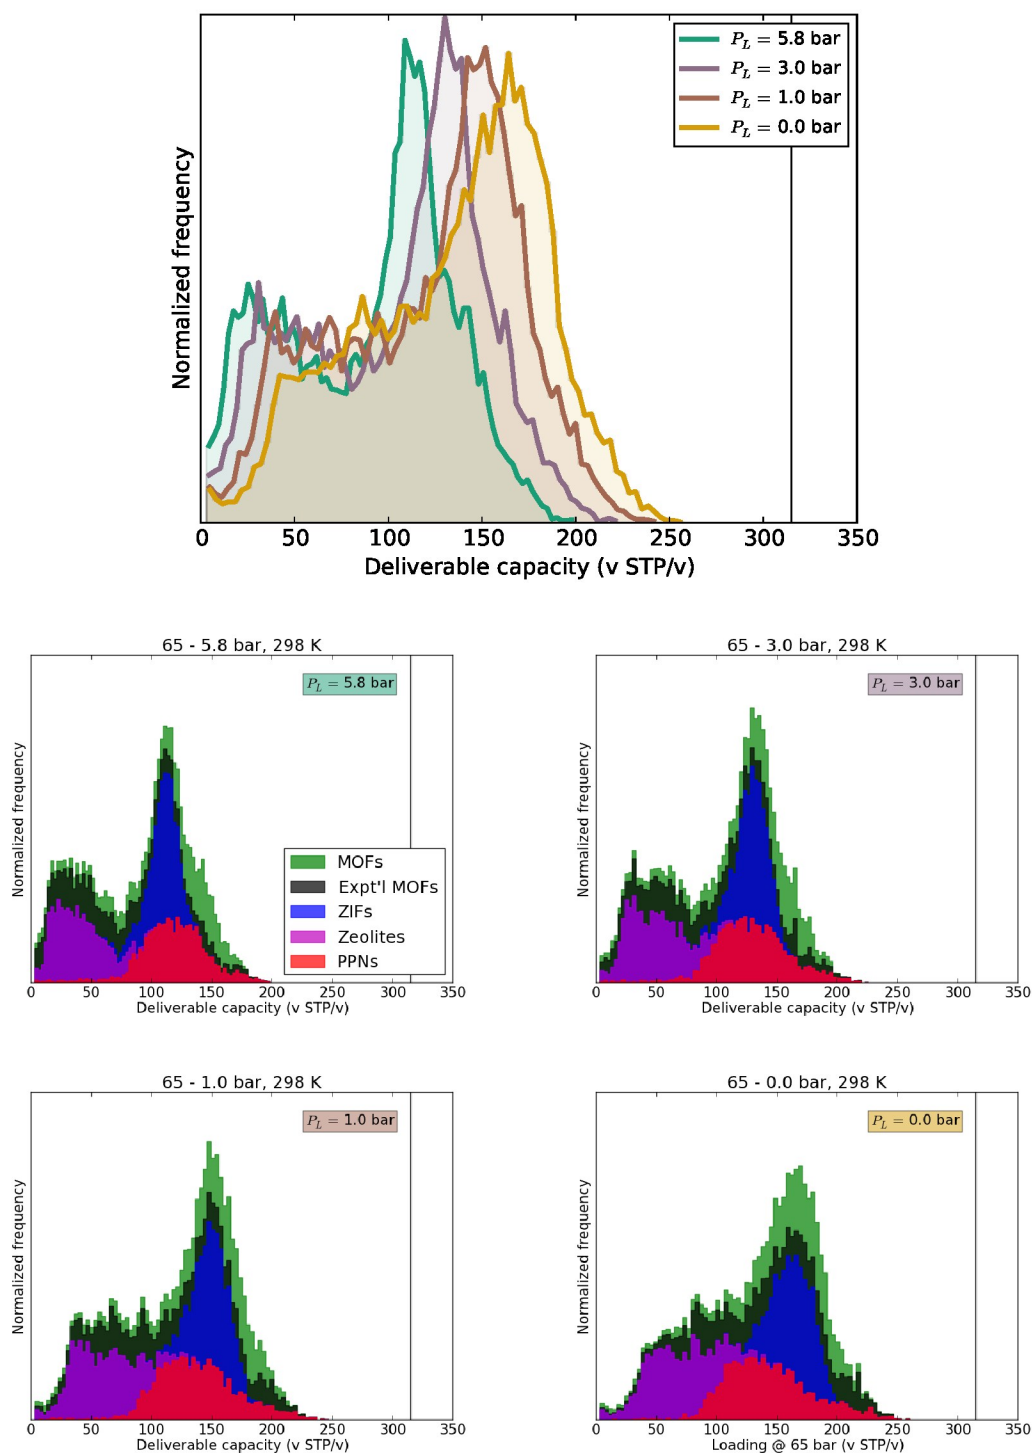 P_L = 5.8 bar
P_L = 3.0 bar
P_L = 1.0 bar
P_L = 0.0 bar
Normalized frequency
0 50 100 150 200 250 300 350
Deliverable capacity (v STP/v)
65 - 5.8 bar, 298 K
P_L = 5.8 bar
Normalized frequency
MOFs
Expt'l MOFs
ZIFs
Zeolites
PPNs
0 50 100 150 200 250 300 350
Deliverable capacity (v STP/v)
65 - 3.0 bar, 298 K
P_L = 3.0 bar
Normalized frequency
0 50 100 150 200 250 300 350
Deliverable capacity (v STP/v)
65 - 1.0 bar, 298 K
P_L = 1.0 bar
Normalized frequency
0 50 100 150 200 250 300 350
Deliverable capacity (v STP/v)
65 - 0.0 bar, 298 K
P_L = 0.0 bar
Normalized frequency
0 50 100 150 200 250 300 350
Loading @ 65 bar (v STP/v)